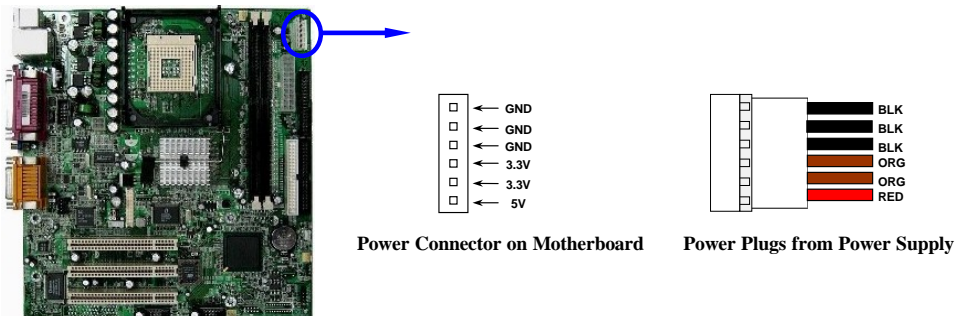 GND
GND
GND
3.3V
3.3V
5V
BLK
BLK
BLK
ORG
ORG
RED
Power Connector on Motherboard
Power Plugs from Power Supply